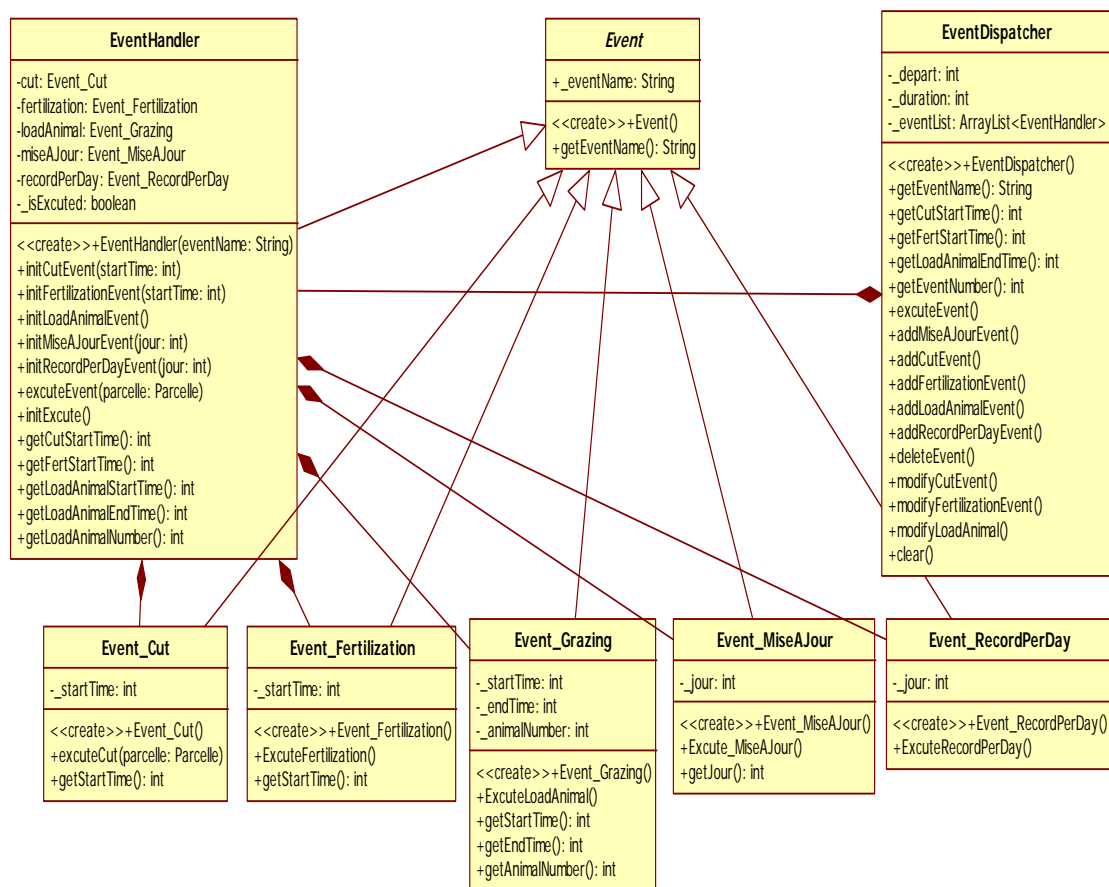 EventHandler
-cut: Event_Cut
-fertilization: Event_Fertilization
-loadAnimal: Event_Grazing
-miseAJour: Event_MiseAJour
-recordPerDay: Event_RecordPerDay
-_isExcuted: boolean
<<create>>+EventHandler(eventName: String)
+initCutEvent(startTime: int)
+initFertilizationEvent(startTime: int)
+initLoadAnimalEvent()
+initMiseAJourEvent(jour: int)
+initRecordPerDayEvent(jour: int)
+excuteEvent(parcelle: Parcelle)
+initExcute()
+getCutStartTime(): int
+getFertStartTime(): int
+getLoadAnimalStartTime(): int
+getLoadAnimalEndTime(): int
+getLoadAnimalNumber(): int
Event
+_eventName: String
<<create>>+Event()
+getEventName(): String
EventDispatcher
-_depart: int
-_duration: int
-_eventList: ArrayList<EventHandler>
<<create>>+EventDispatcher()
+getEventName(): String
+getCutStartTime(): int
+getFertStartTime(): int
+getLoadAnimalEndTime(): int
+getEventNumber(): int
+excuteEvent()
+addMiseAJourEvent()
+addCutEvent()
+addFertilizationEvent()
+addLoadAnimalEvent()
+addRecordPerDayEvent()
+deleteEvent()
+modifyCutEvent()
+modifyFertilizationEvent()
+modifyLoadAnimal()
+clear()
Event_Cut
-_startTime: int
<<create>>+Event_Cut()
+excuteCut(parcelle: Parcelle)
+getStartTime(): int
Event_Fertilization
-_startTime: int
<<create>>+Event_Fertilization()
+ExcuteFertilization()
+getStartTime(): int
Event_Grazing
-_startTime: int
-_endTime: int
-_animalNumber: int
<<create>>+Event_Grazing()
+ExcuteLoadAnimal()
+getStartTime(): int
+getEndTime(): int
+getAnimalNumber(): int
Event_MiseAJour
-_jour: int
<<create>>+Event_MiseAJour()
+Excute_MiseAJour()
+getJour(): int
Event_RecordPerDay
-_jour: int
<<create>>+Event_RecordPerDay()
+ExcuteRecordPerDay()